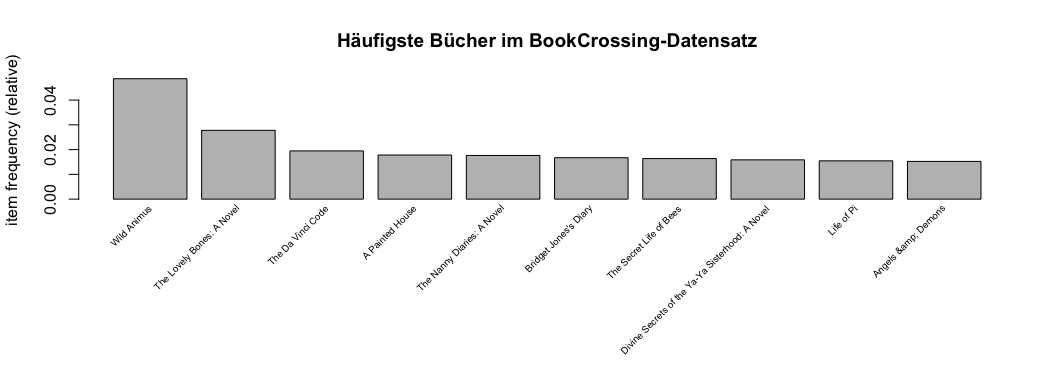 Häufigste Bücher im BookCrossing-Datensatz
item frequency (relative)
0.04
0.02
0.00
Wild Animus
The Lovely Bones: A Novel
The Da Vinci Code
A Painted House
The Nanny Diaries: A Novel
Bridget Jones's Diary
The Secret Life of Bees
Divine Secrets of the Ya-Ya Sisterhood: A Novel
Life of Pi
Angels &amp; Demons